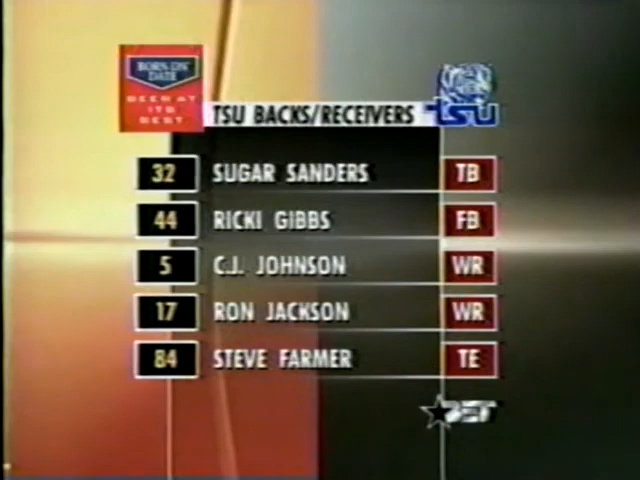 BORN ON
DATE
BEER AT
ITS
BEST
TSU BACKS/RECEIVERS tsu
32 SUGAR SANDERS TB
44 RICKI GIBBS FB
5 C.J. JOHNSON WR
17 RON JACKSON WR
84 STEVE FARMER TE
BET